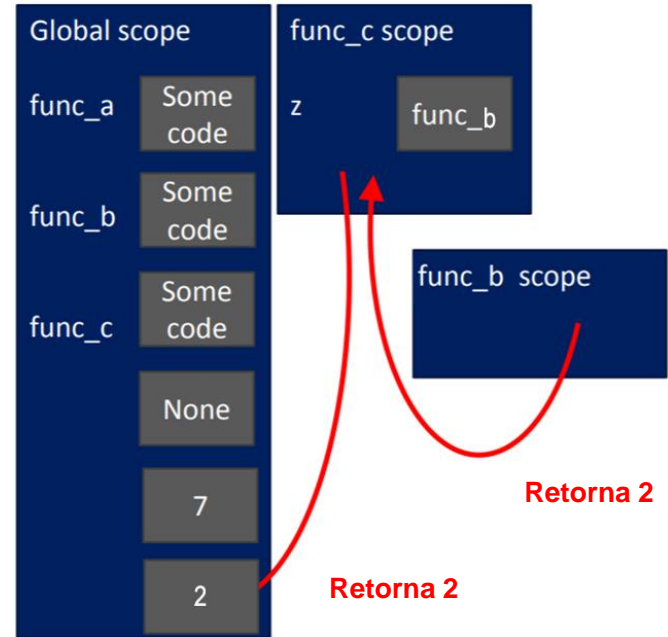 Global scope
func_a
Some
code
func_b
Some
code
func_c
Some
code
None
7
2
func_c scope
z
func_b
func_b scope
Retorna 2
Retorna 2